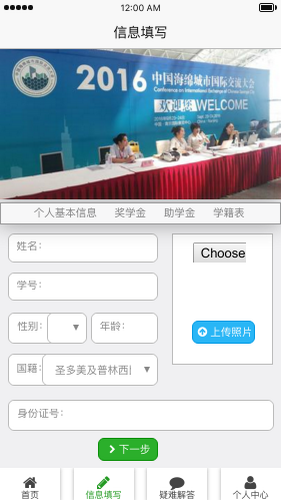 12:00 AM
信息填写
2016 中国海绵城市国际交流大会
Conference on International Exchange of Chinese Sponge City
欢迎您 WELCOME
个人基本信息 奖学金 助学金 学籍表
姓名：
学号：
性别： 年龄：
国籍： 圣多美及普林西比
身份证号：
Choose
上传照片
下一步
首页 信息填写 疑难解答 个人中心